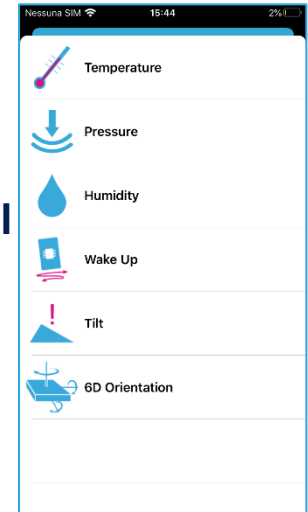 Nessuna SIM 15:44 2%
Temperature
Pressure
Humidity
Wake Up
Tilt
6D Orientation